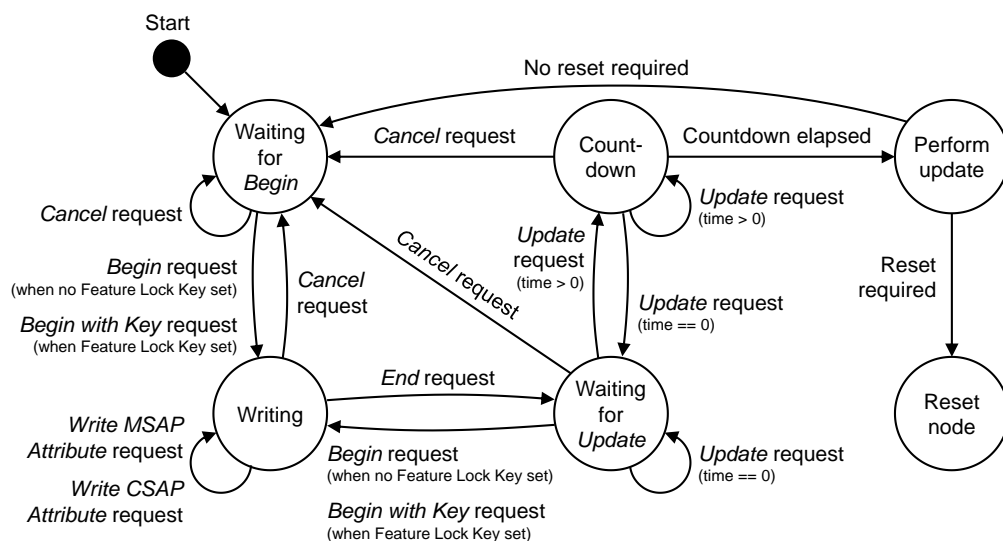 Start
No reset required
Waiting
for
Begin
Cancel request
Count-
down
Countdown elapsed
Perform
update
Cancel request
Update request
(time > 0)
Begin request
(when no Feature Lock Key set)
Begin with Key request
(when Feature Lock Key set)
Cancel
request
Cancel request
Update
request
(time > 0)
Update request
(time == 0)
Reset
required
Writing
End request
Waiting
for
Update
Reset
node
Write MSAP
Attribute request
Write CSAP
Attribute request
Begin request
(when no Feature Lock Key set)
Begin with Key request
(when Feature Lock Key set)
Update request
(time == 0)